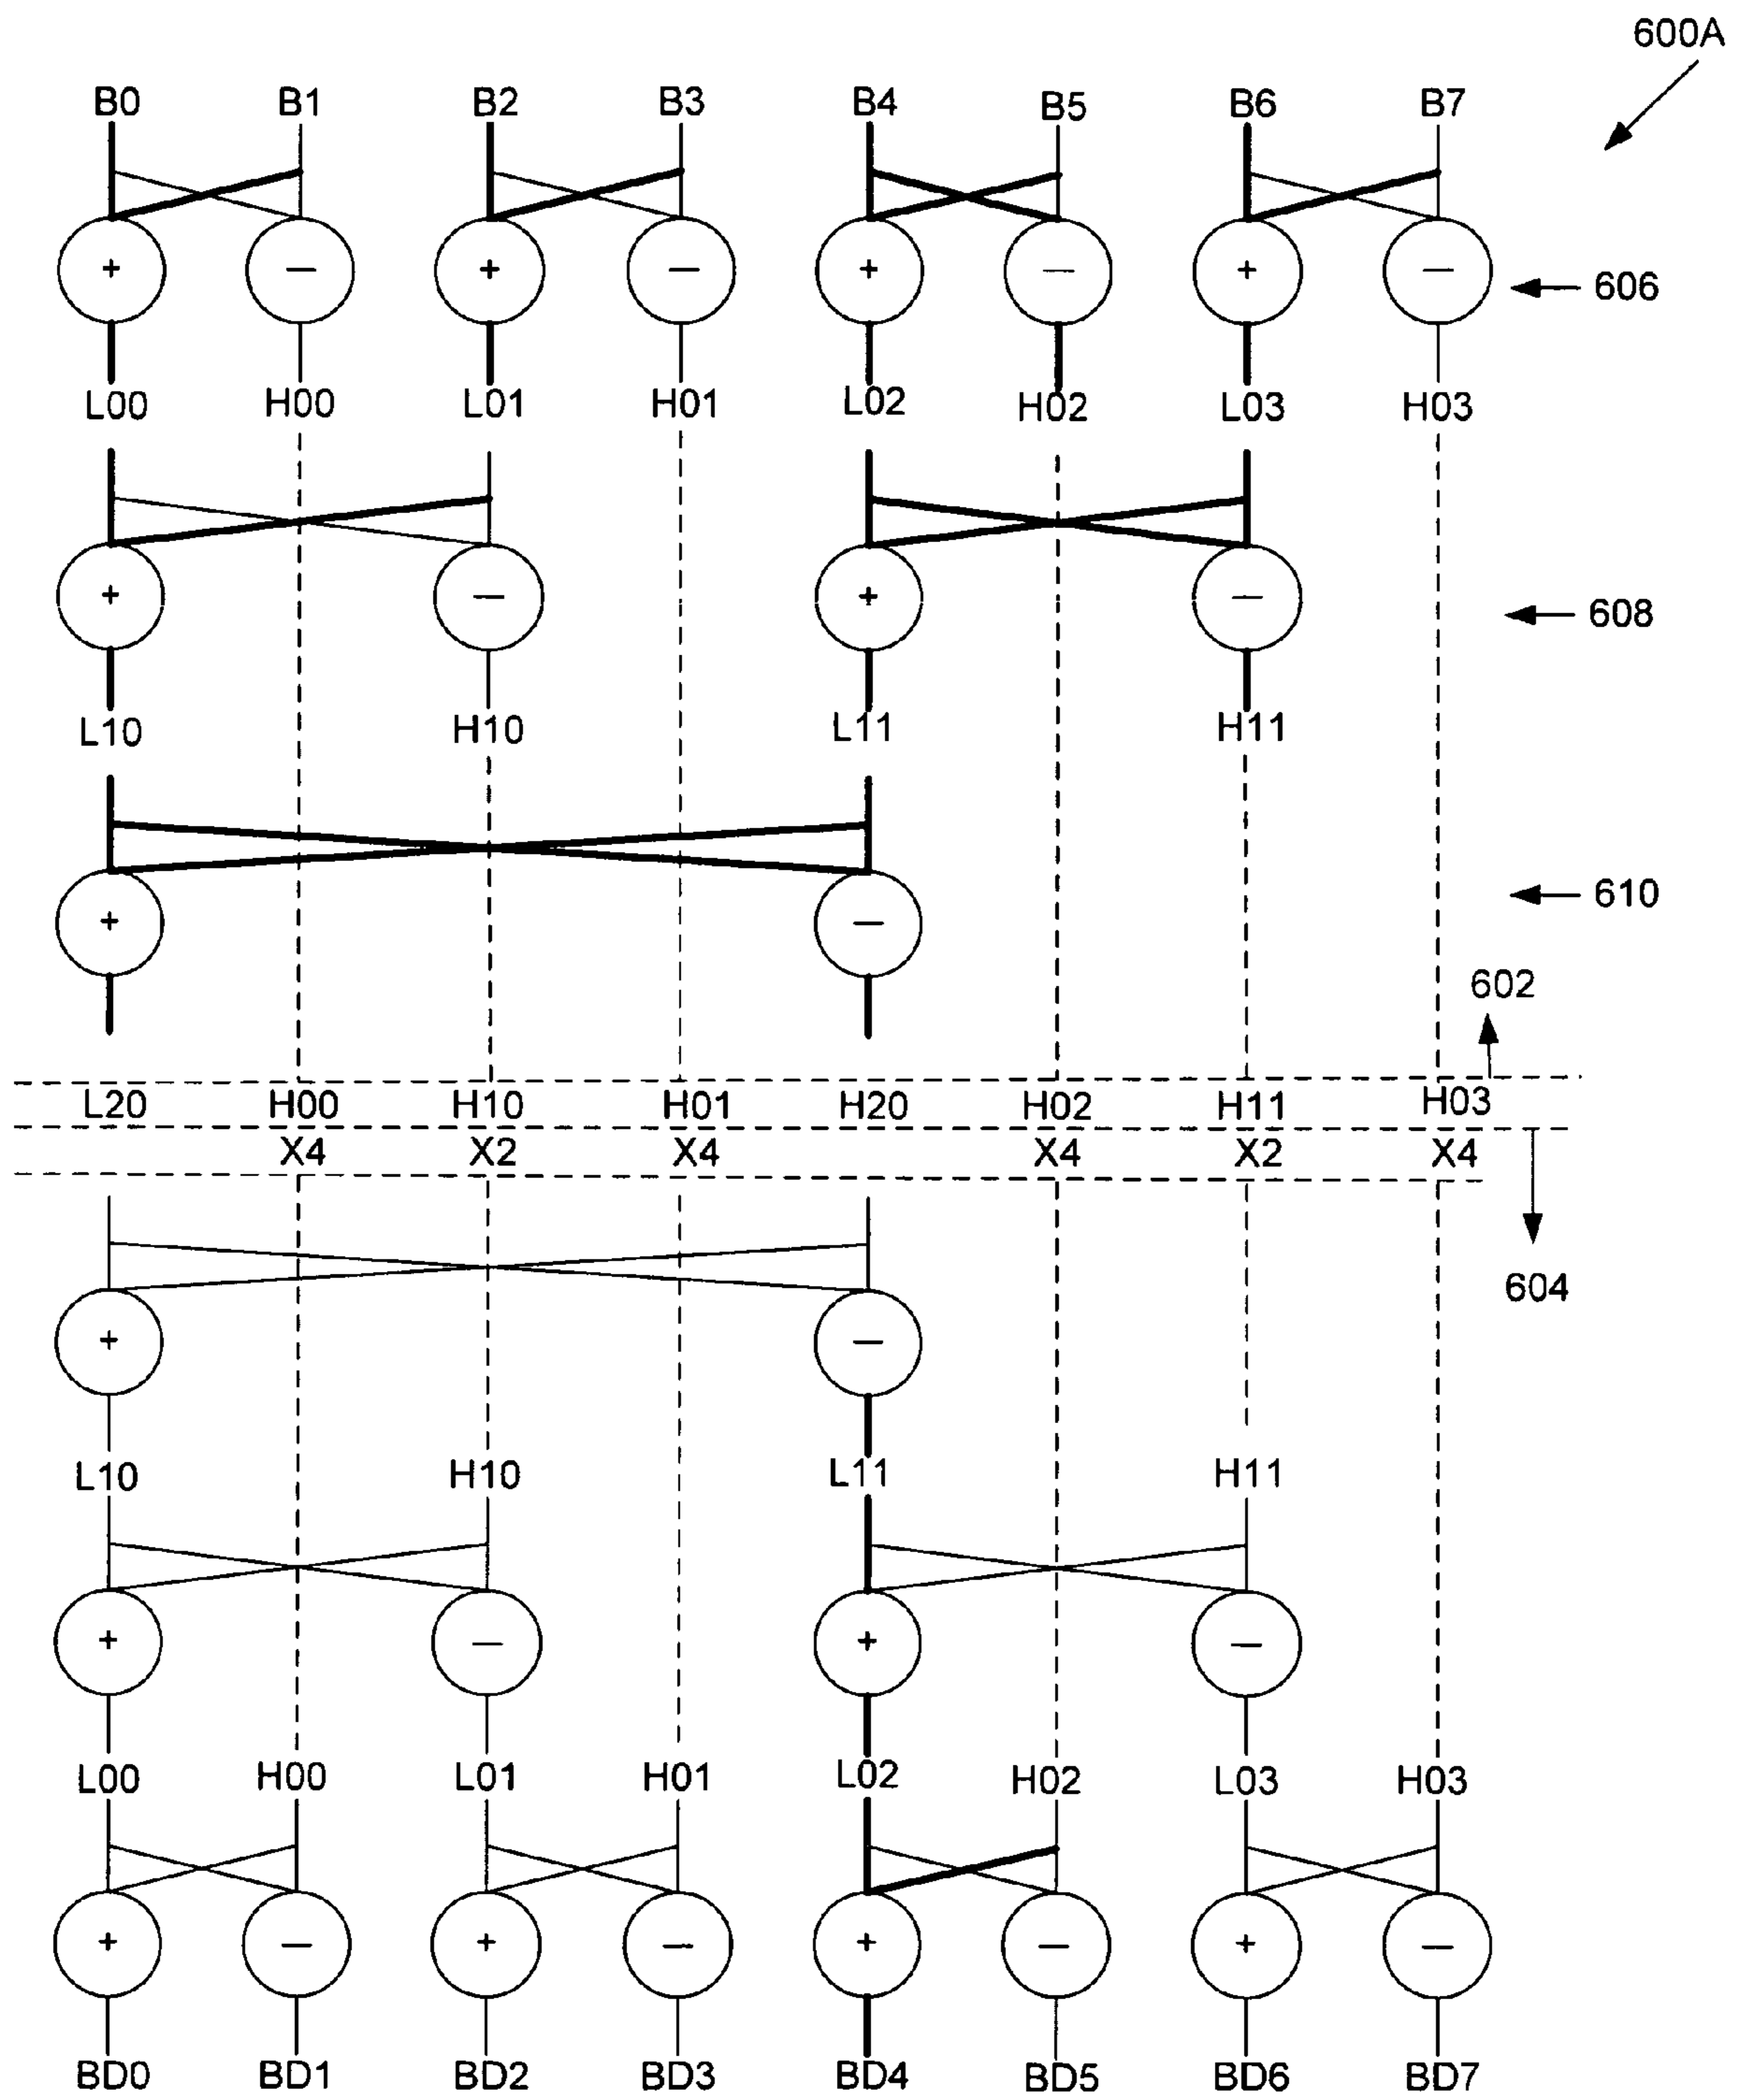 600A
B0 B1 B2 B3 B4 B5 B6 B7
+ − + − + − + −
606
L00 H00 L01 H01 L02 H02 L03 H03
+ − + −
608
L10 H10 L11 H11
+ −
610
602
L20 H00 H10 H01 H20 H02 H11 H03
X4 X2 X4 X4 X2 X4
604
+ −
L10 H10 L11 H11
+ − + −
L00 H00 L01 H01 L02 H02 L03 H03
+ − + − + − + −
BD0 BD1 BD2 BD3 BD4 BD5 BD6 BD7